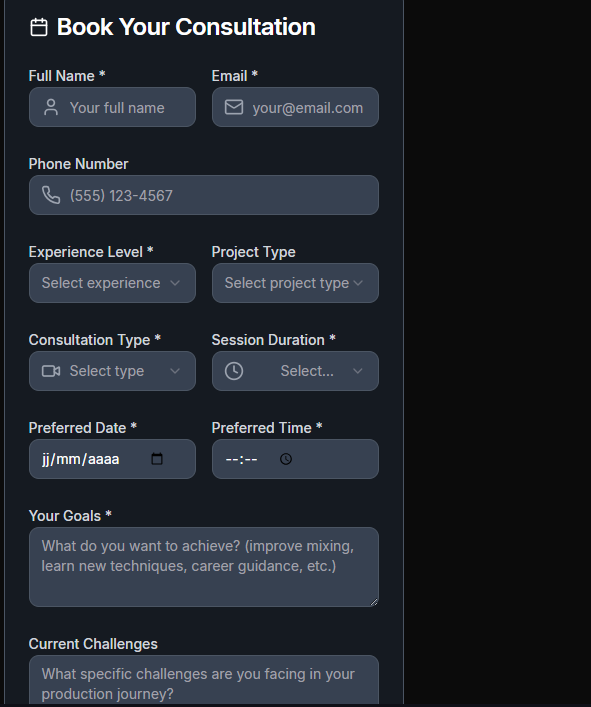 Book Your Consultation
Full Name * Email *
Your full name your@email.com
Phone Number
(555) 123-4567
Experience Level * Project Type
Select experience Select project type
Consultation Type * Session Duration *
Select type Select...
Preferred Date * Preferred Time *
jj/mm/aaaa --:--
Your Goals *
What do you want to achieve? (improve mixing,
learn new techniques, career guidance, etc.)
Current Challenges
What specific challenges are you facing in your
production journey?